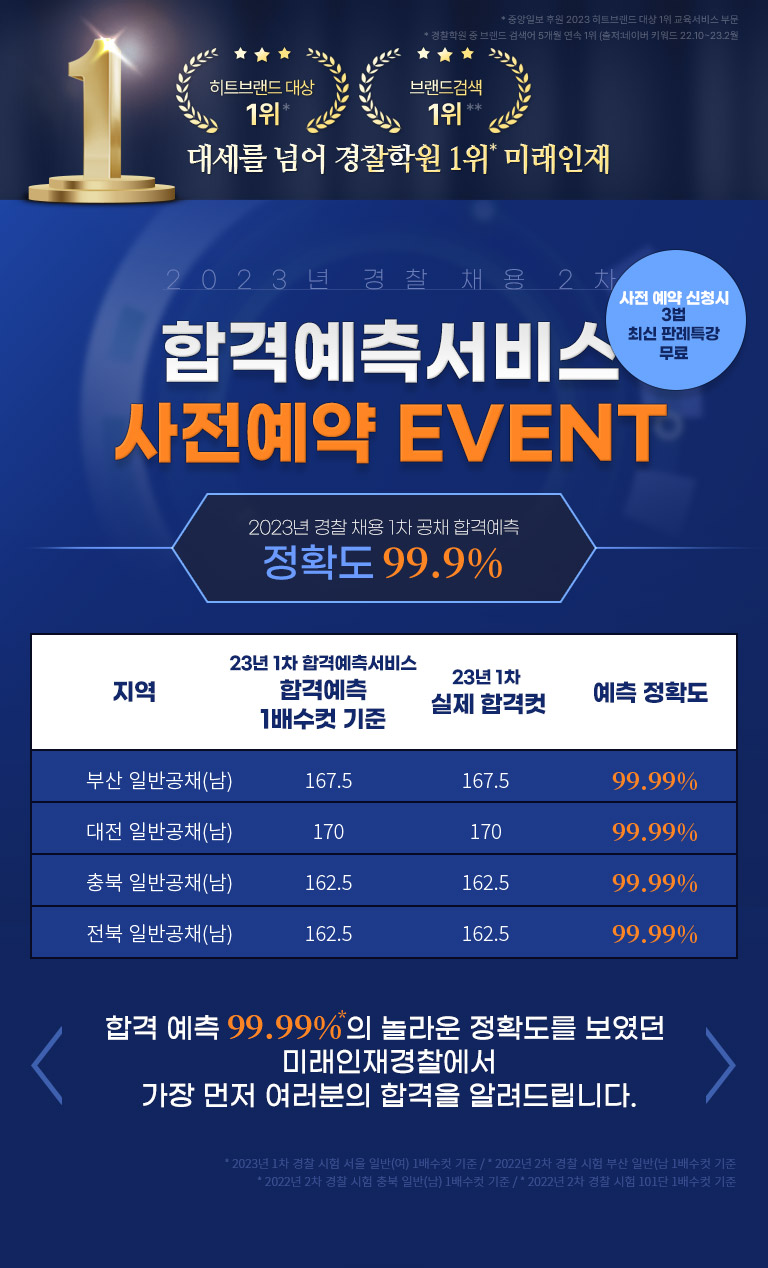 * 중앙일보 후원 2023 히트브랜드 대상 1위 교육서비스 부문
* 경찰학원 중 브랜드 검색어 5개월 연속 1위 (출처:네이버 키워드 22.10~23.2월
히트브랜드 대상
1위*
브랜드검색
1위**
대세를 넘어 경찰학원 1위* 미래인재
1
2023년 경찰 채용 2차
사전 예약 신청시
3법
최신 판례특강
무료
합격예측서비스
사전예약 EVENT
2023년 경찰 채용 1차 공채 합격예측
정확도 99.9%
지역
23년 1차 합격예측서비스
합격예측
1배수컷 기준
23년 1차
실제 합격컷
예측 정확도
부산 일반공채(남) 167.5 167.5 99.99%
대전 일반공채(남) 170 170 99.99%
충북 일반공채(남) 162.5 162.5 99.99%
전북 일반공채(남) 162.5 162.5 99.99%
합격 예측 99.99%*의 놀라운 정확도를 보였던
미래인재경찰에서
가장 먼저 여러분의 합격을 알려드립니다.
* 2023년 1차 경찰 시험 서울 일반(여) 1배수컷 기준 / * 2022년 2차 경찰 시험 부산 일반(남 1배수컷 기준
* 2022년 2차 경찰 시험 충북 일반(남) 1배수컷 기준 / * 2022년 2차 경찰 시험 101단 1배수컷 기준